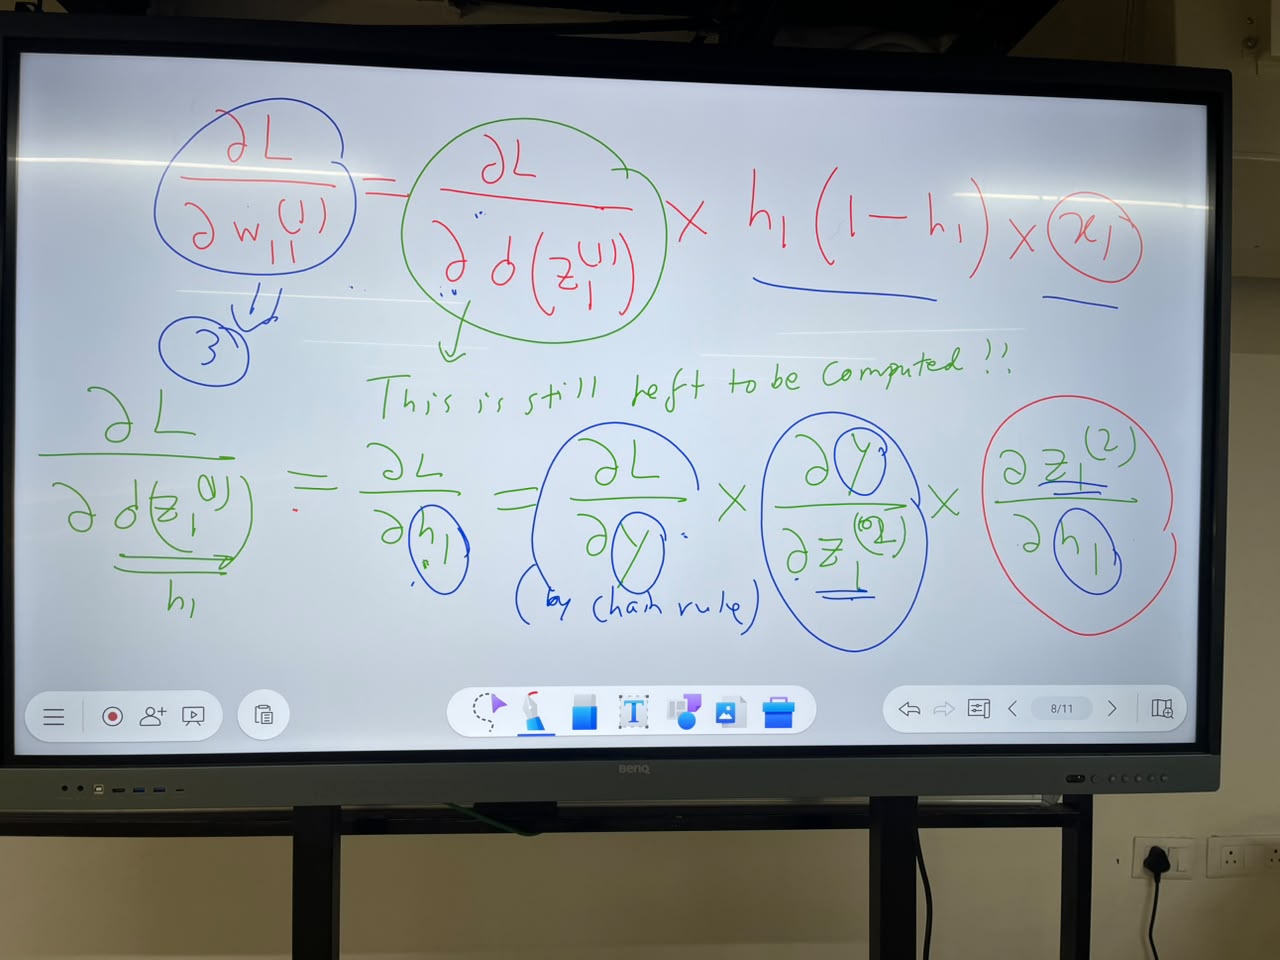 ∂L/∂w₁₁⁽¹⁾ = ∂L/∂σ(z₁⁽¹⁾) × h₁(1 − h₁) × x₁
3
This is still left to be computed!!
∂L/∂σ(z₁⁽¹⁾) = ∂L/∂h₁ = ∂L/∂y × ∂y/∂z₁⁽²⁾ × ∂z₁⁽²⁾/∂h₁
h₁
(by chain rule)
T
8/11
BenQ